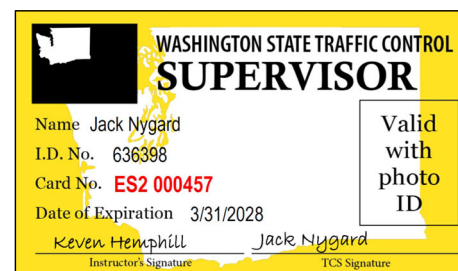 WASHINGTON STATE TRAFFIC CONTROL
SUPERVISOR
Name Jack Nygard
I.D. No. 636398
Card No. ES2 000457
Date of Expiration 3/31/2028
Valid
with
photo
ID
Keven Hemphill Jack Nygard
Instructor's Signature TCS Signature